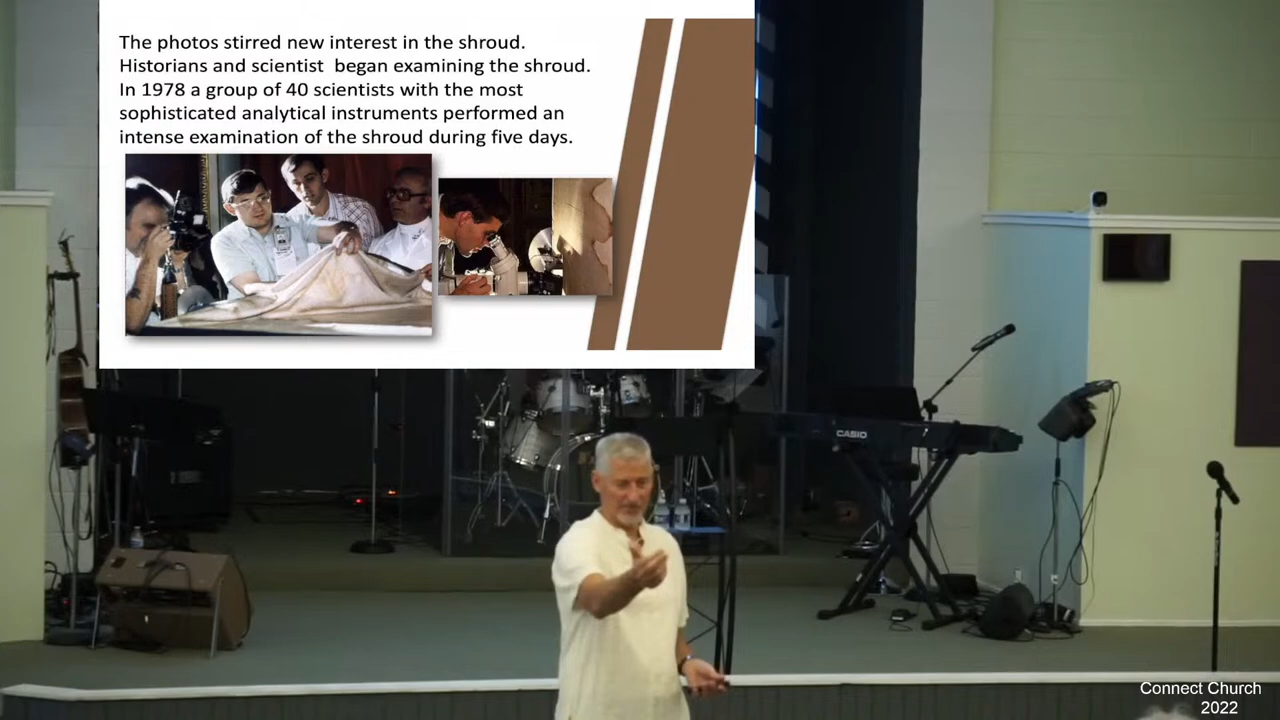 The photos stirred new interest in the shroud.
Historians and scientist began examining the shroud.
In 1978 a group of 40 scientists with the most
sophisticated analytical instruments performed an
intense examination of the shroud during five days.
CASIO
Connect Church
2022